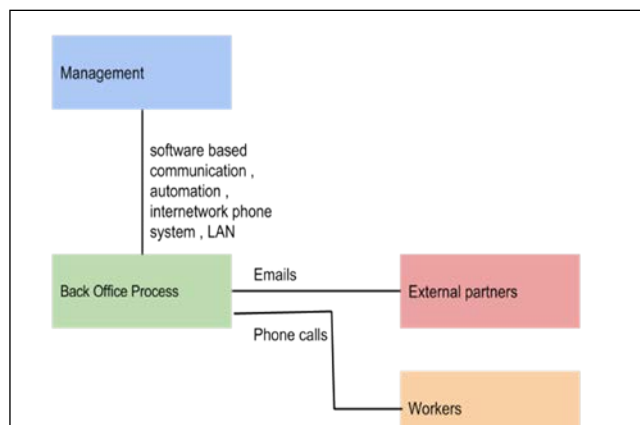 Management
software based
communication ,
automation ,
internetwork phone
system , LAN
Back Office Process
Emails
External partners
Phone calls
Workers